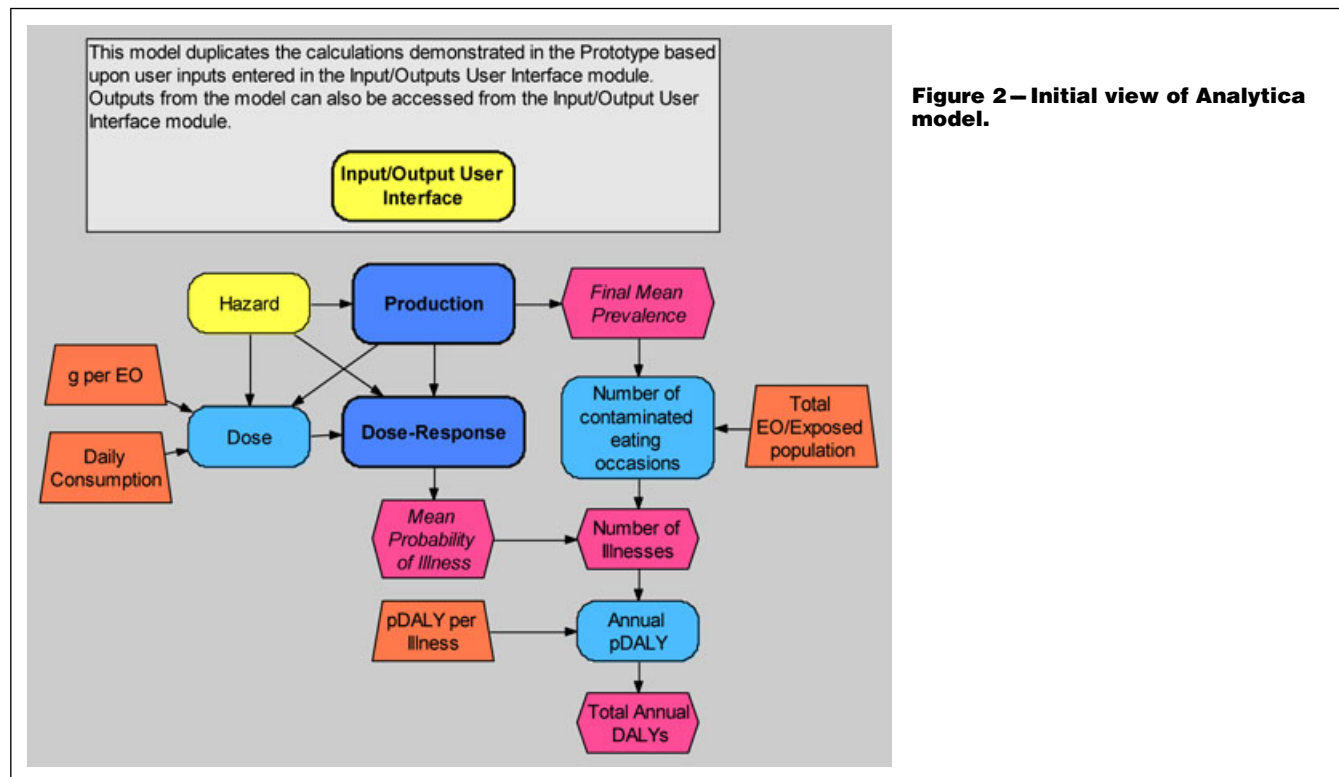 This model duplicates the calculations demonstrated in the Prototype based
upon user inputs entered in the Input/Outputs User Interface module.
Outputs from the model can also be accessed from the Input/Output User
Interface module.
Input/Output User
Interface
Figure 2—Initial view of Analytica
model.
Hazard
Production
Final Mean
Prevalence
g per EO
Daily
Consumption
Dose
Dose-Response
Number of
contaminated
eating
occasions
Total
EO/Exposed
population
Mean
Probability
of Illness
Number of
Illnesses
pDALY per
Illness
Annual
pDALY
Total Annual
DALYs